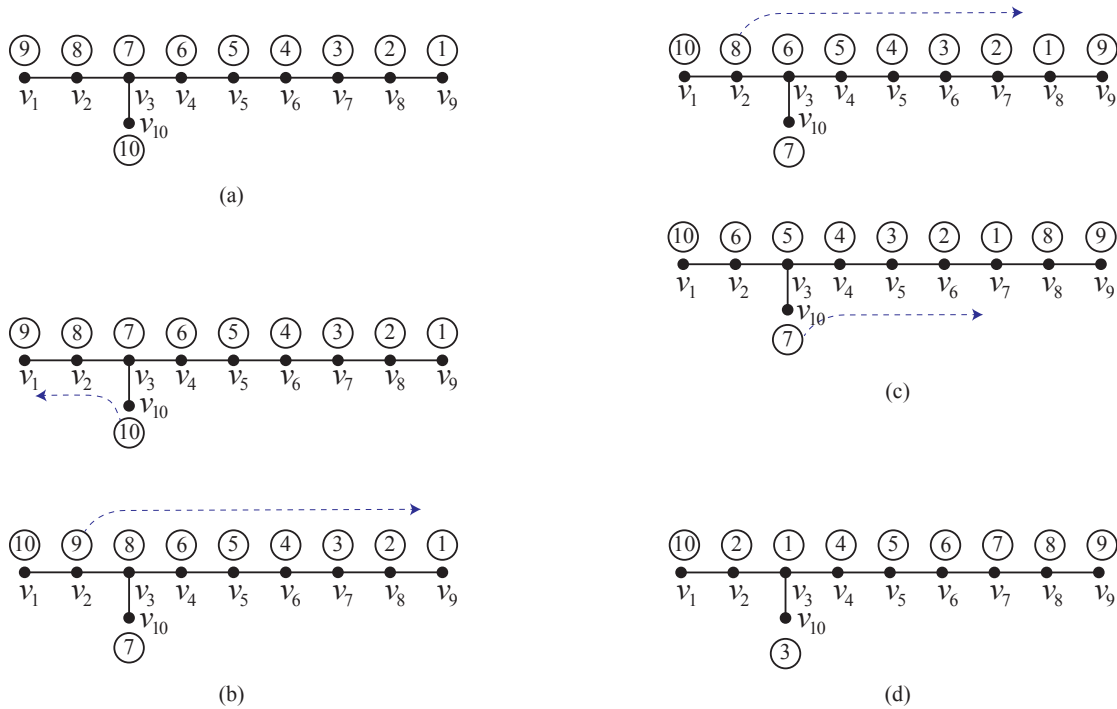 9 8 7 6 5 4 3 2 1
v1 v2 v3 v4 v5 v6 v7 v8 v9
v10
10
(a)
9 8 7 6 5 4 3 2 1
v1 v2 v3 v4 v5 v6 v7 v8 v9
v10
10
10 9 8 6 5 4 3 2 1
v1 v2 v3 v4 v5 v6 v7 v8 v9
v10
7
(b)
10 8 6 5 4 3 2 1 9
v1 v2 v3 v4 v5 v6 v7 v8 v9
v10
7
10 6 5 4 3 2 1 8 9
v1 v2 v3 v4 v5 v6 v7 v8 v9
v10
7
(c)
10 2 1 4 5 6 7 8 9
v1 v2 v3 v4 v5 v6 v7 v8 v9
v10
3
(d)